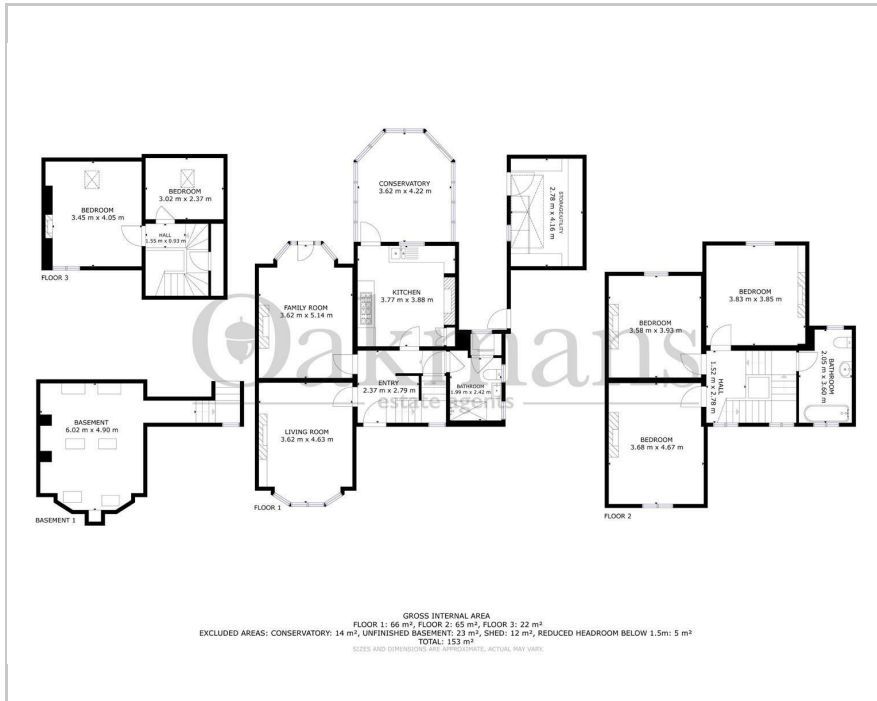 BEDROOM
3.45 m x 4.05 m
BEDROOM
3.02 m x 2.37 m
HALL
1.55 m x 0.93 m
FLOOR 3
CONSERVATORY
3.62 m x 4.22 m
STORAGE/UTILITY
2.78 m x 4.16 m
FAMILY ROOM
3.62 m x 5.14 m
KITCHEN
3.77 m x 3.88 m
ENTRY
2.37 m x 2.79 m
BATHROOM
1.99 m x 2.42 m
LIVING ROOM
3.62 m x 4.63 m
FLOOR 1
BASEMENT
6.02 m x 4.90 m
BASEMENT 1
BEDROOM
3.58 m x 3.93 m
BEDROOM
3.83 m x 3.85 m
HALL
1.52 m x 2.78 m
BATHROOM
2.05 m x 3.60 m
BEDROOM
3.68 m x 4.67 m
FLOOR 2
Oakmans
estate agents
GROSS INTERNAL AREA
FLOOR 1: 66 m², FLOOR 2: 65 m², FLOOR 3: 22 m²
EXCLUDED AREAS: CONSERVATORY: 14 m², UNFINISHED BASEMENT: 23 m², SHED: 12 m², REDUCED HEADROOM BELOW 1.5m: 5 m²
TOTAL: 153 m²
SIZES AND DIMENSIONS ARE APPROXIMATE, ACTUAL MAY VARY.